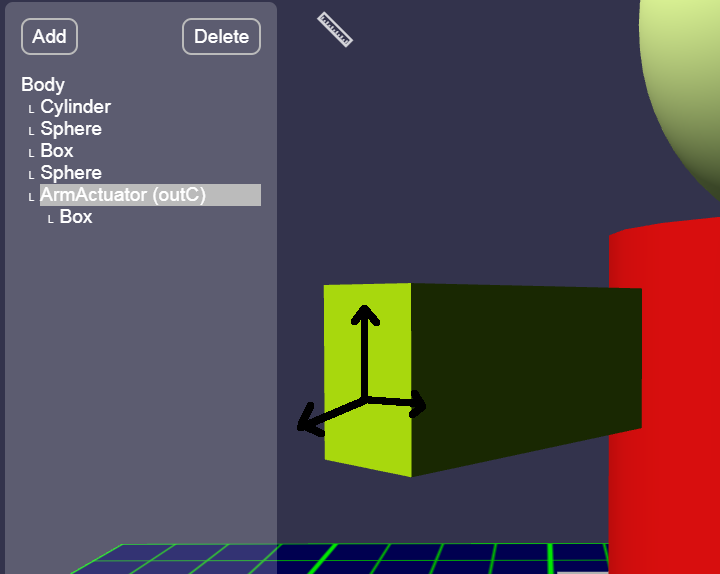 Add
Delete
Body
L Cylinder
L Sphere
L Box
L Sphere
L ArmActuator (outC)
L Box